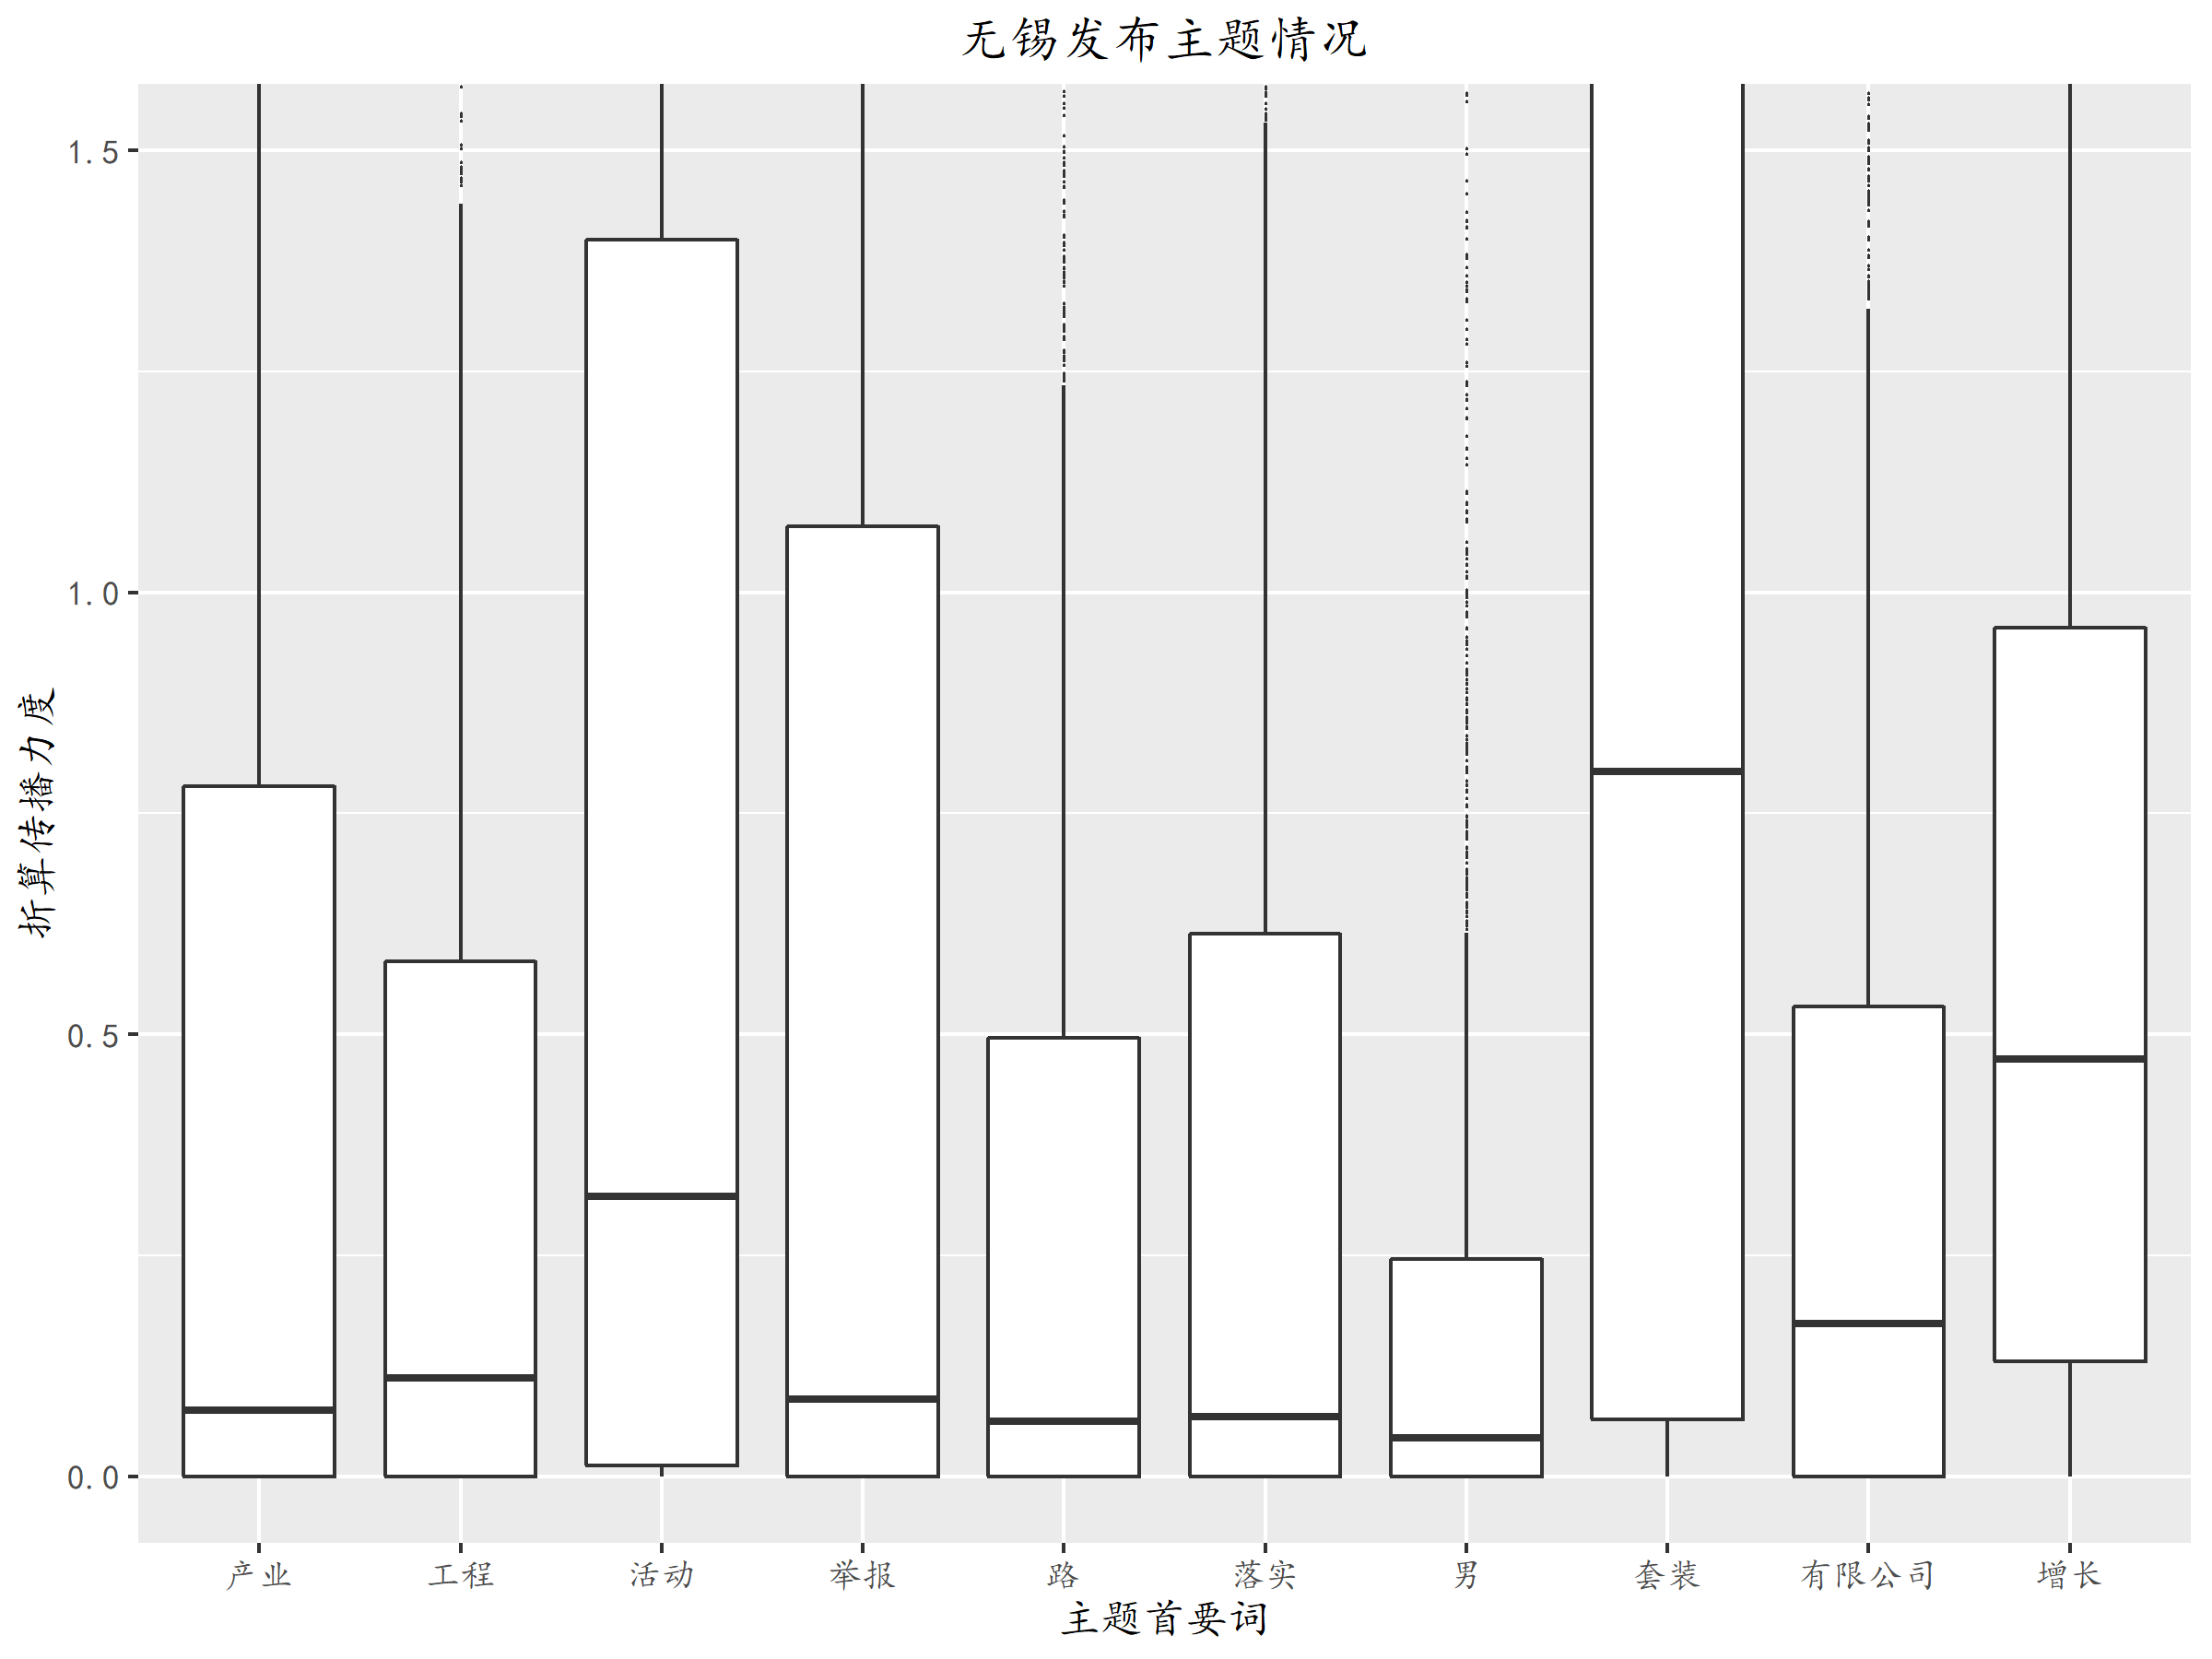 无锡发布主题情况
折算传播力度
1.5
1.0
0.5
0.0
产业 工程 活动 举报 路 落实 男 套装 有限公司 增长
主题首要词